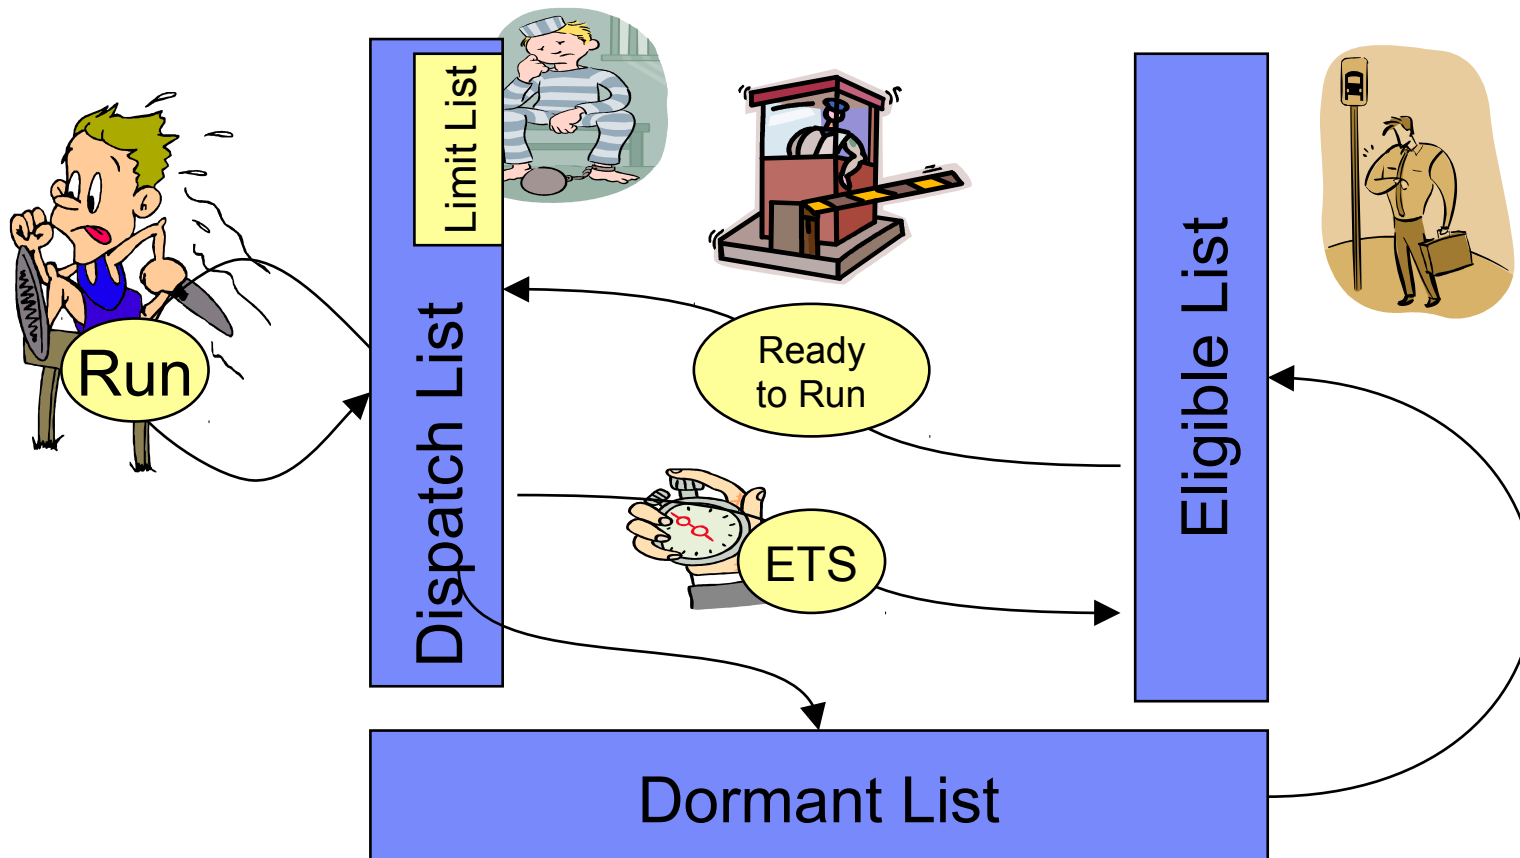 Limit List
Dispatch List
Run
Ready
to Run
ETS
Eligible List
Dormant List